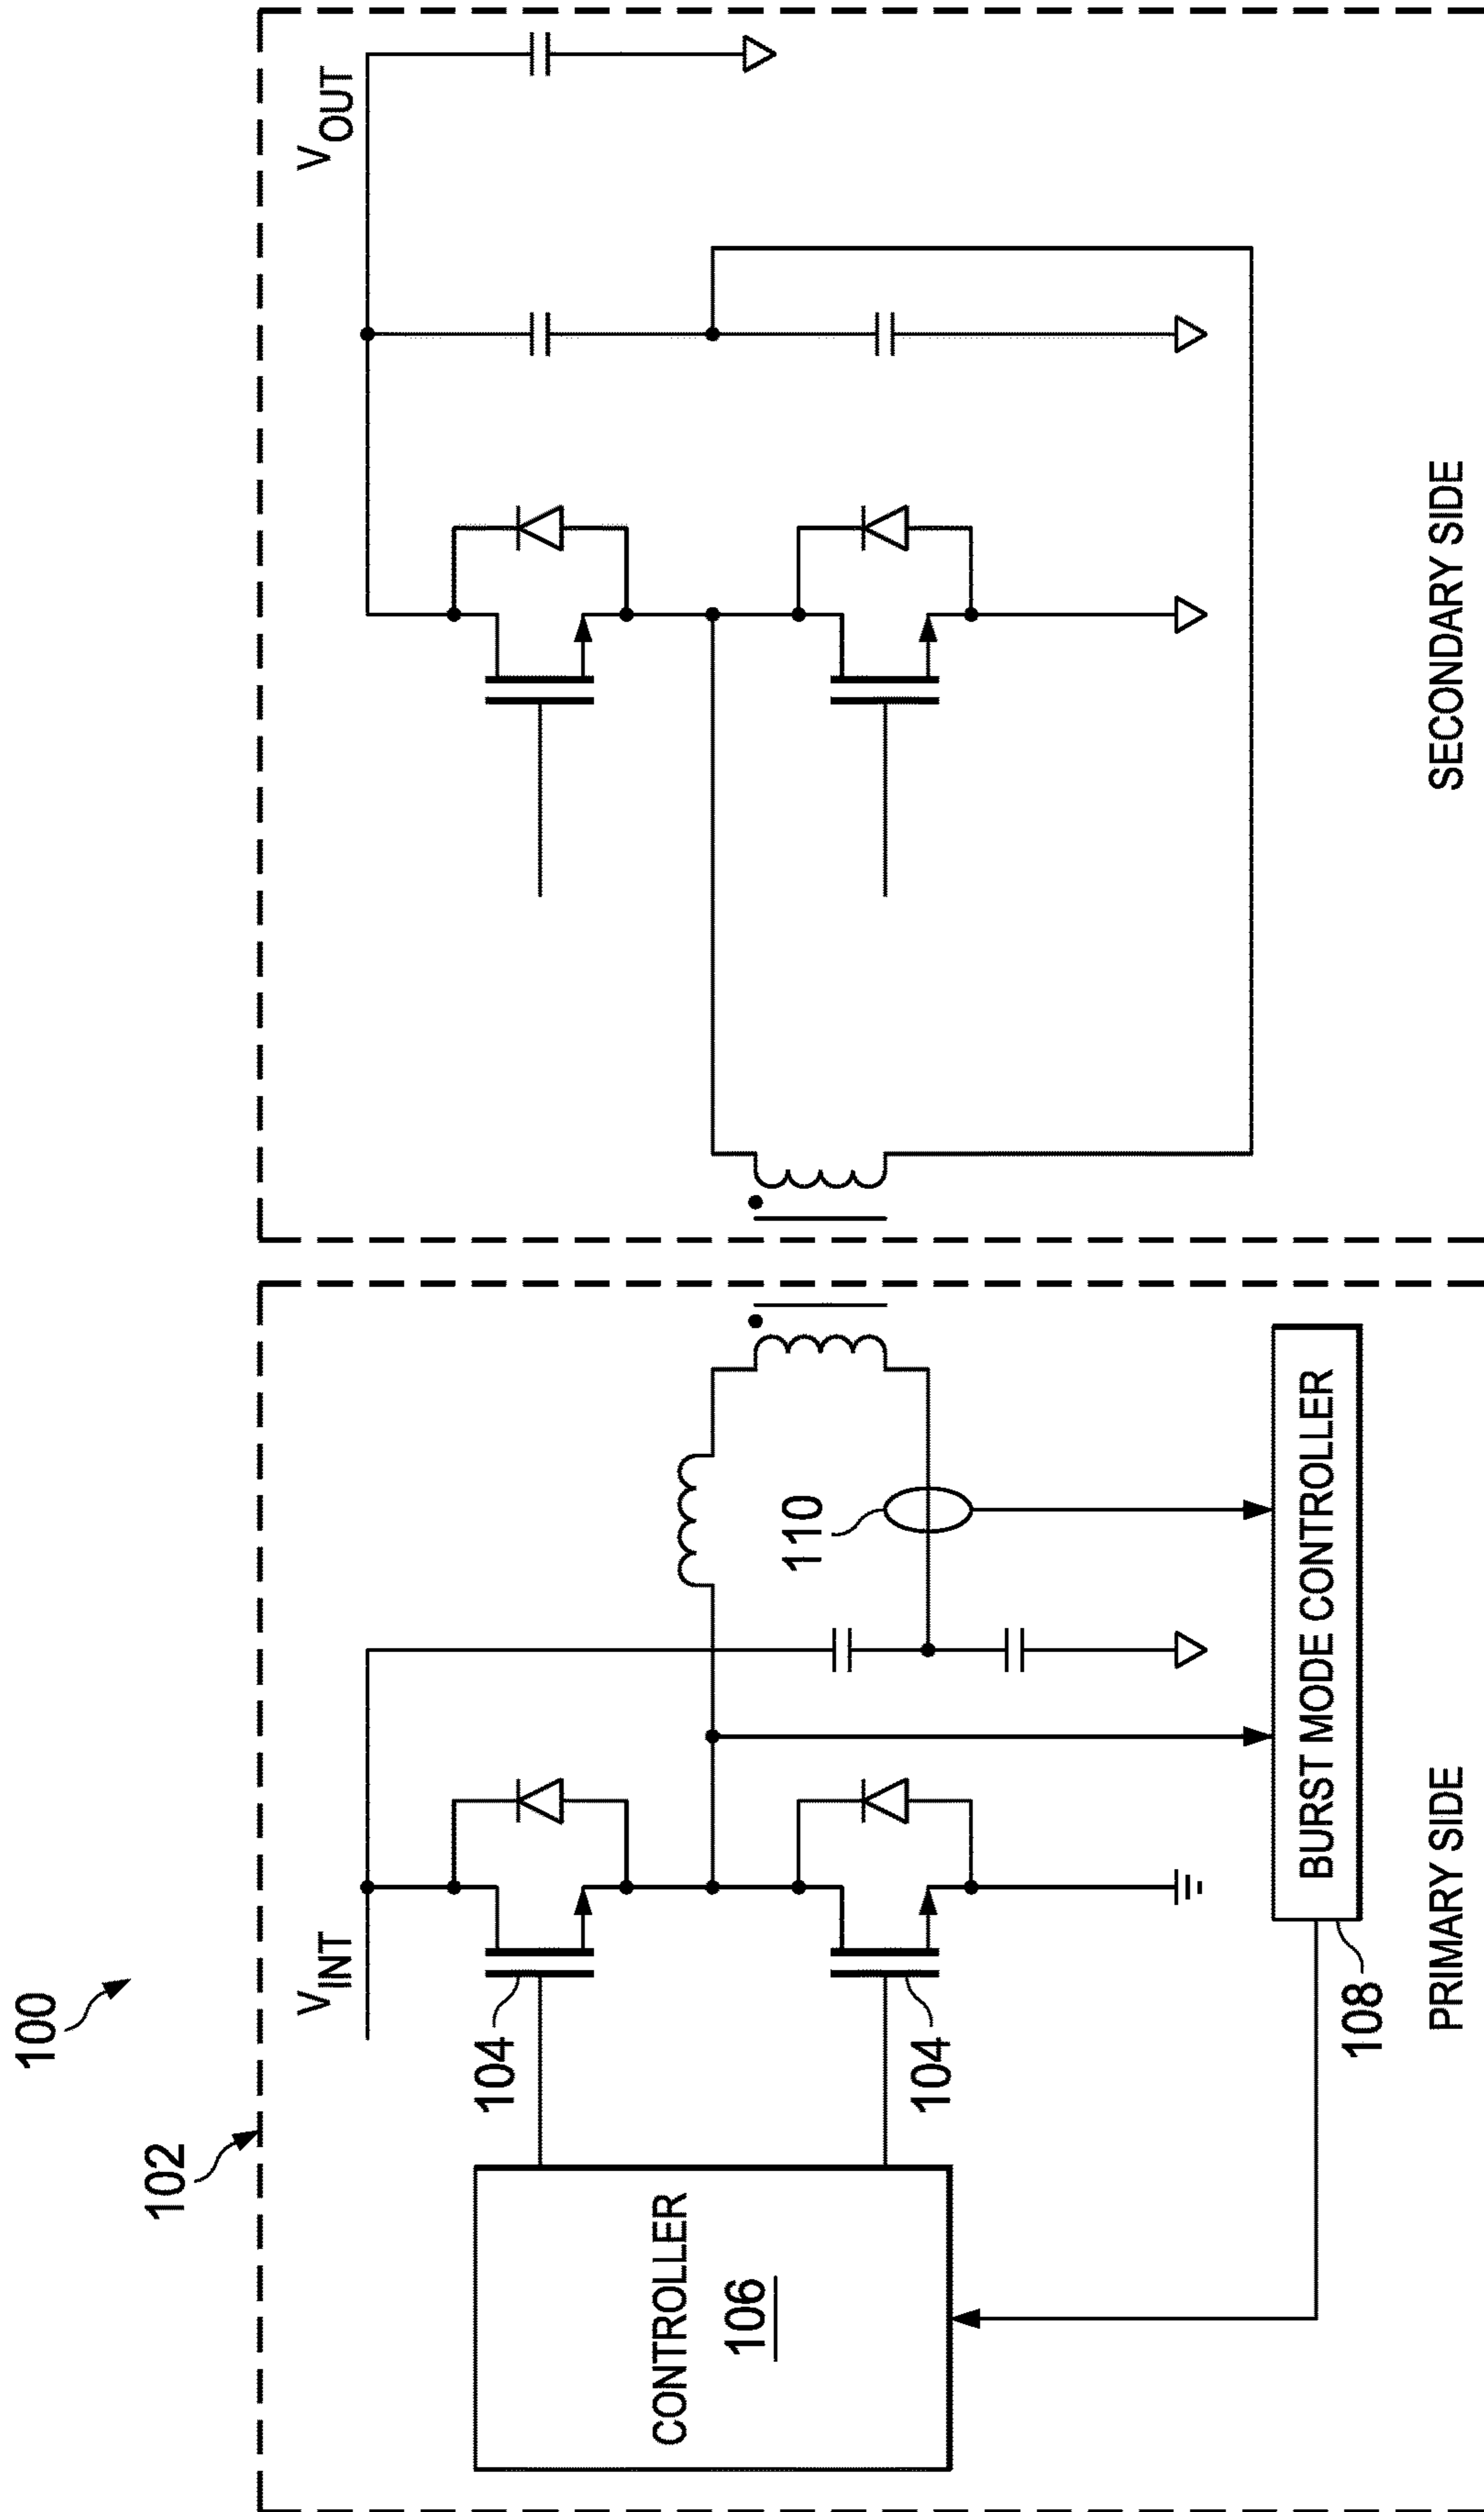 100
102
V_INT
V_OUT
104
104
CONTROLLER
106
110
BURST MODE CONTROLLER
108
PRIMARY SIDE
SECONDARY SIDE